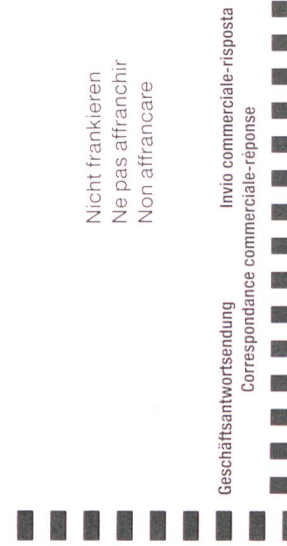 Nicht frankieren
Ne pas affranchir
Non affrancare
Geschäftsantwortsendung Invio commerciale-risposta
Correspondance commerciale-réponse